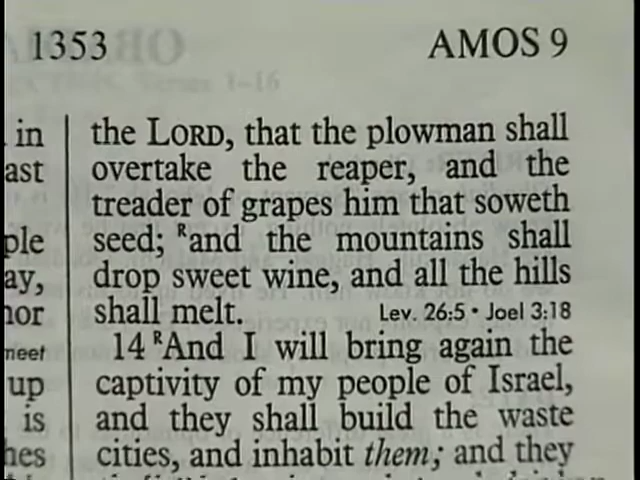 1353 AMOS 9
in
ast
ple
ay,
nor
meet
up
is
hes
the LORD, that the plowman shall
overtake the reaper, and the
treader of grapes him that soweth
seed; ᴿand the mountains shall
drop sweet wine, and all the hills
shall melt. Lev. 26:5 • Joel 3:18
14 ᴿAnd I will bring again the
captivity of my people of Israel,
and they shall build the waste
cities, and inhabit them; and they